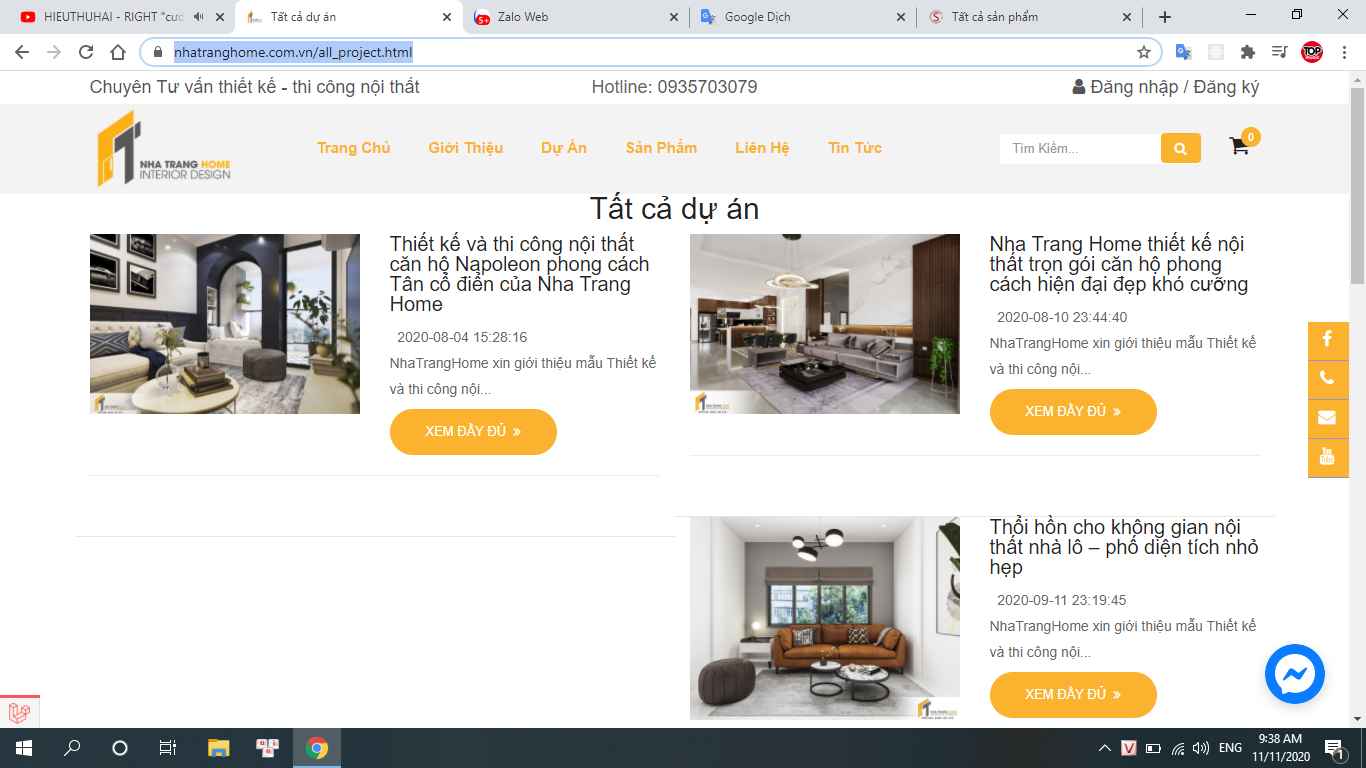 HIEUTHUHAI - RIGHT "cướ
Tất cả dự án
Zalo Web
5+
Google Dịch
Tất cả sản phẩm
nhatranghome.com.vn/all_project.html
TOP
MUSIC
Chuyên Tư vấn thiết kế - thi công nội thất
Hotline: 0935703079
Đăng nhập / Đăng ký
NHA TRANG HOME
INTERIOR DESIGN
Trang Chủ
Giới Thiệu
Dự Án
Sản Phẩm
Liên Hệ
Tin Tức
Tìm Kiếm...
0
Tất cả dự án
Thiết kế và thi công nội thất
căn hộ Napoleon phong cách
Tân cổ điển của Nha Trang
Home
2020-08-04 15:28:16
NhaTrangHome xin giới thiệu mẫu Thiết kế
và thi công nội...
XEM ĐẦY ĐỦ »
Nha Trang Home thiết kế nội
thất trọn gói căn hộ phong
cách hiện đại đẹp khó cưỡng
2020-08-10 23:44:40
NhaTrangHome xin giới thiệu mẫu Thiết kế
và thi công nội...
XEM ĐẦY ĐỦ »
Thổi hồn cho không gian nội
thất nhà lô – phố diện tích nhỏ
hẹp
2020-09-11 23:19:45
NhaTrangHome xin giới thiệu mẫu Thiết kế
và thi công nội...
XEM ĐẦY ĐỦ »
NHA TRANG HOME
You
Tube
V
ENG
9:38 AM
11/11/2020
1